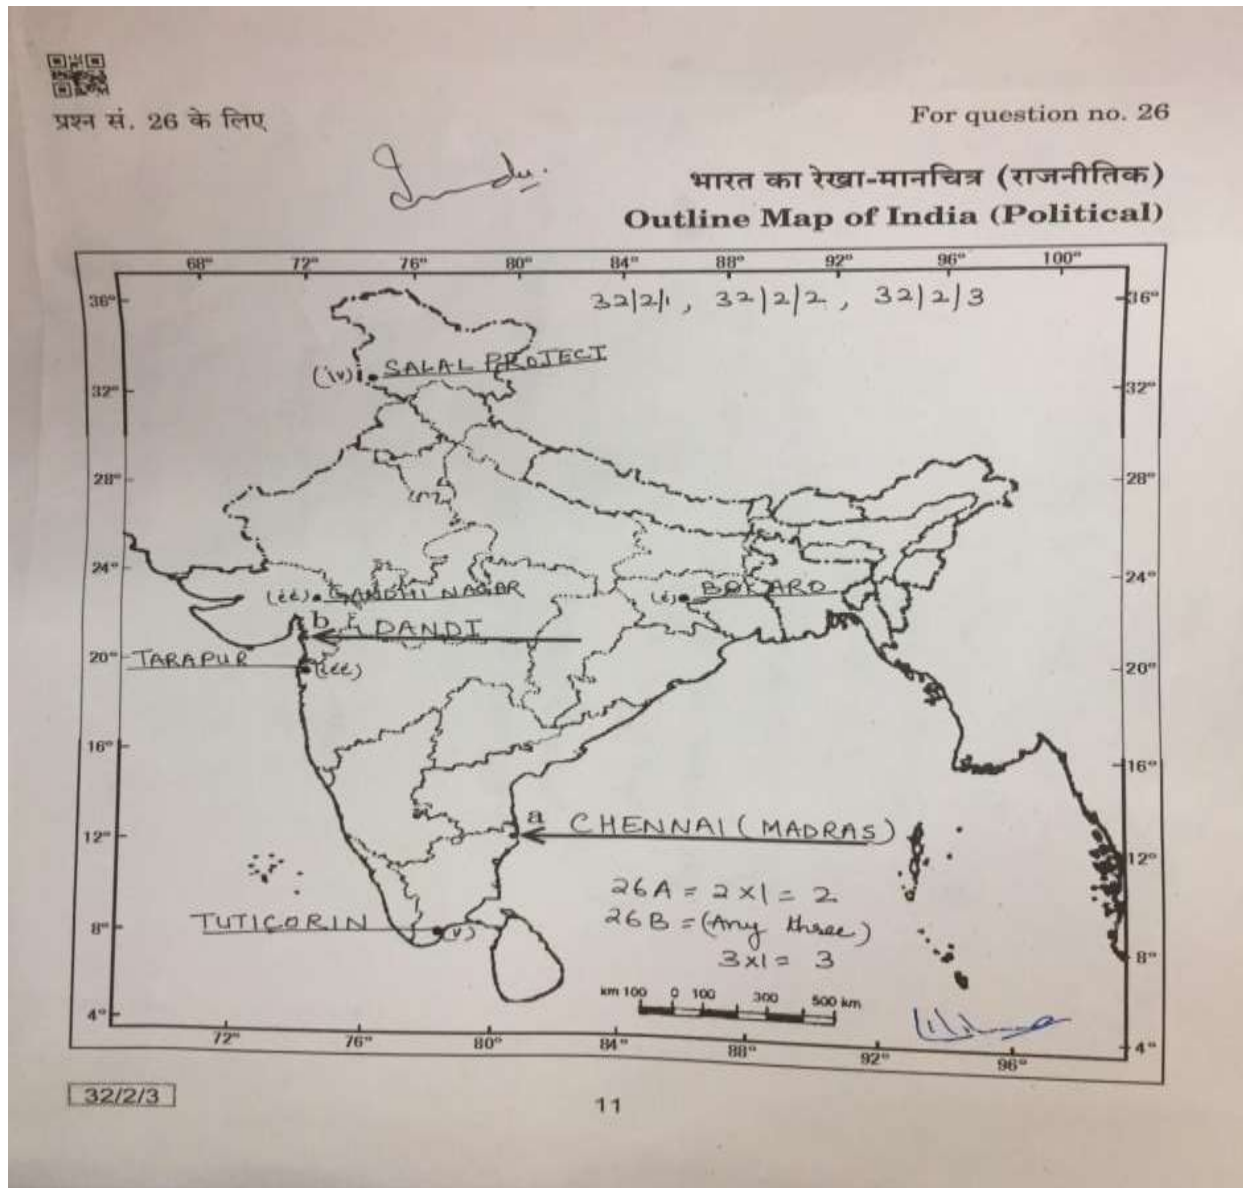 प्रश्न सं. 26 के लिए
For question no. 26
भारत का रेखा-मानचित्र (राजनीतिक)
Outline Map of India (Political)
68° 72° 76° 80° 84° 88° 92° 96° 100°
32/2/1, 32/2/2, 32/2/3
36° 36°
(iv) SALAL PROJECT
32° 32°
28° 28°
24° 24°
(ii) GANDHI NAGAR
(i) BOKARO
b DANDI
TARAPUR (iii)
20° 20°
16° 16°
a CHENNAI (MADRAS)
12° 12°
26A = 2×1 = 2
26B = (Any three)
3×1 = 3
TUTICORIN (v)
8° 8°
km 100 0 100 300 500 km
4° 4°
72° 76° 80° 84° 88° 92° 96°
32/2/3
11